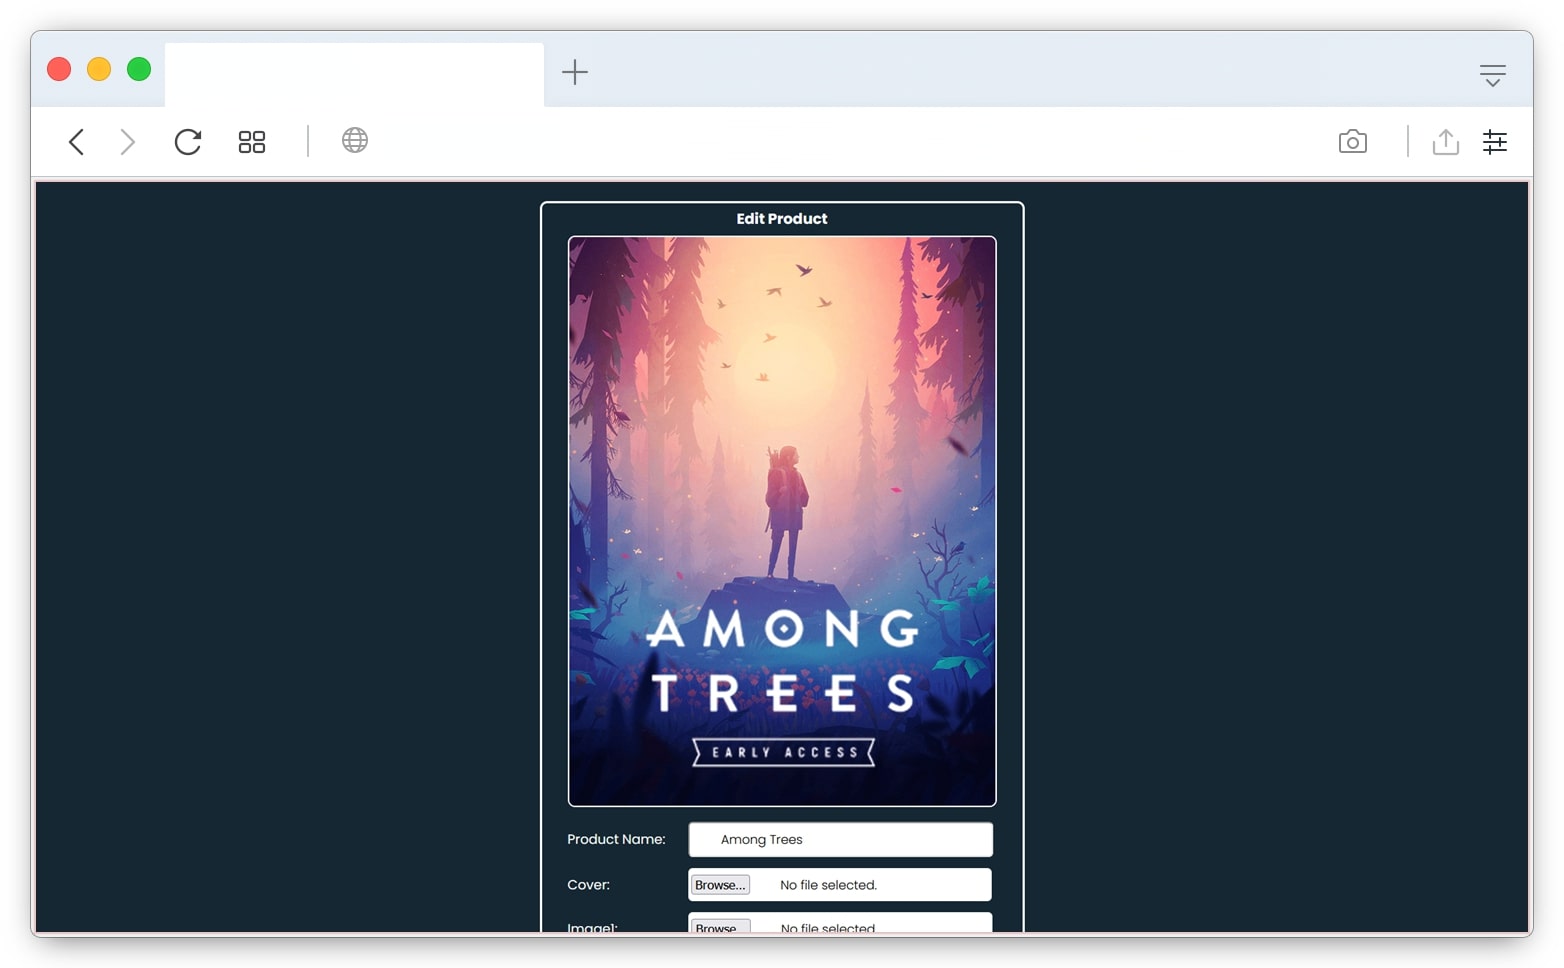 Edit Product
AMONG
TREES
EARLY ACCESS
Product Name: Among Trees
Cover: Browse... No file selected.
Image1: Browse... No file selected.